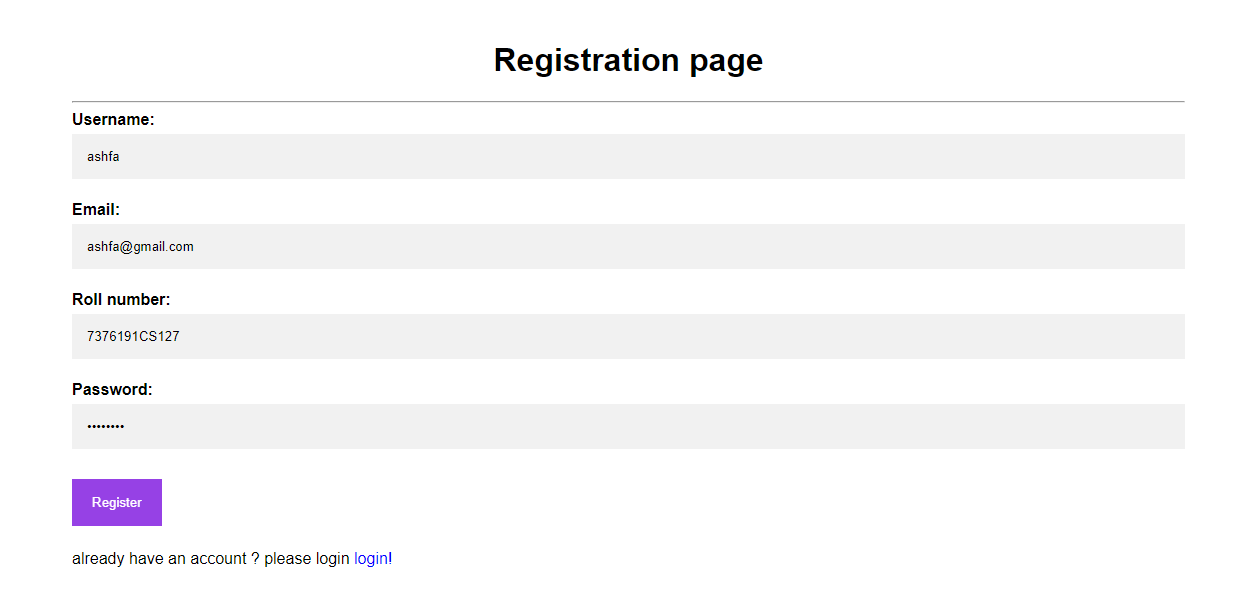 Registration page
Username:
ashfa
Email:
ashfa@gmail.com
Roll number:
7376191CS127
Password:
••••••••
Register
already have an account ? please login login!